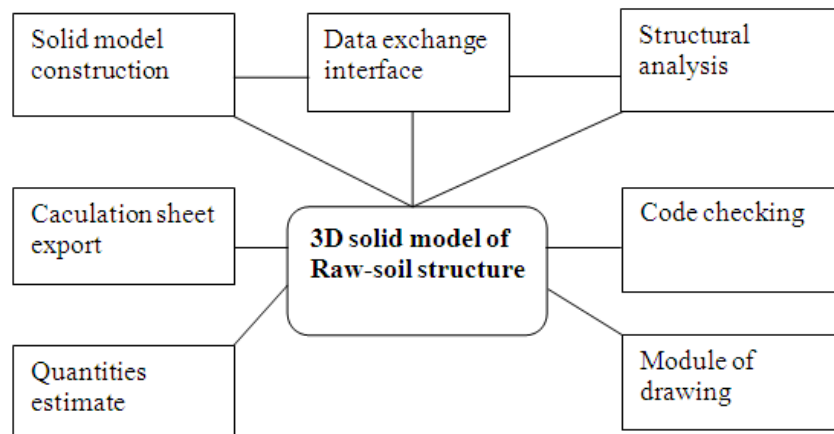 Solid model
construction
Data exchange
interface
Structural
analysis
Caculation sheet
export
3D solid model of
Raw-soil structure
Code checking
Quantities
estimate
Module of
drawing